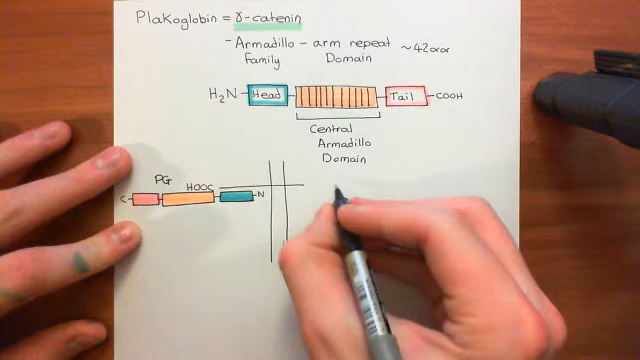 Plakoglobin = γ-catenin
- Armadillo - arm repeat ~42aa
Family Domain
H₂N Head Tail COOH
Central
Armadillo
Domain
PG HOOC
C N